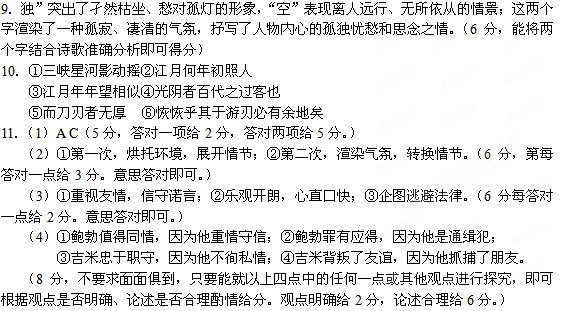 9. 独”突出了孑然枯坐、愁对孤灯的形象，“空”表现离人远行、无所依从的情景；这两个
字渲染了一种孤寂、凄清的气氛，抒写了人物内心的孤独忧愁和思念之情。（6 分，能将两
个字结合诗歌准确分析即可得分）
10. ①三峡星河影动摇②江月何年初照人
③江月年年望相似④光阴者百代之过客也
⑤而刀刃者无厚 ⑥恢恢乎其于游刃必有余地矣
11.（1）A C（5 分，答对一项给 2 分，答对两项给 5 分。）
（2）①第一次，烘托环境，展开情节；②第二次，渲染气氛，转换情节。（6 分，第每
答对一点给 3 分。意思答对即可。）
（3）①重视友情，信守诺言；②乐观开朗，心直口快；③企图逃避法律。（6 分每答对
一点给 2 分。意思答对即可。）
（4）①鲍勃值得同情，因为他重情守信；②鲍勃罪有应得，因为他是通缉犯；
③吉米忠于职守，因为他不徇私情；④吉米背叛了友谊，因为他抓捕了朋友。
（8 分，不要求面面俱到，只要能就以上四点中的任何一点或其他观点进行探究，即可
根据观点是否明确、论述是否合理酌情给分。观点明确给 2 分，论述合理给 6 分。）